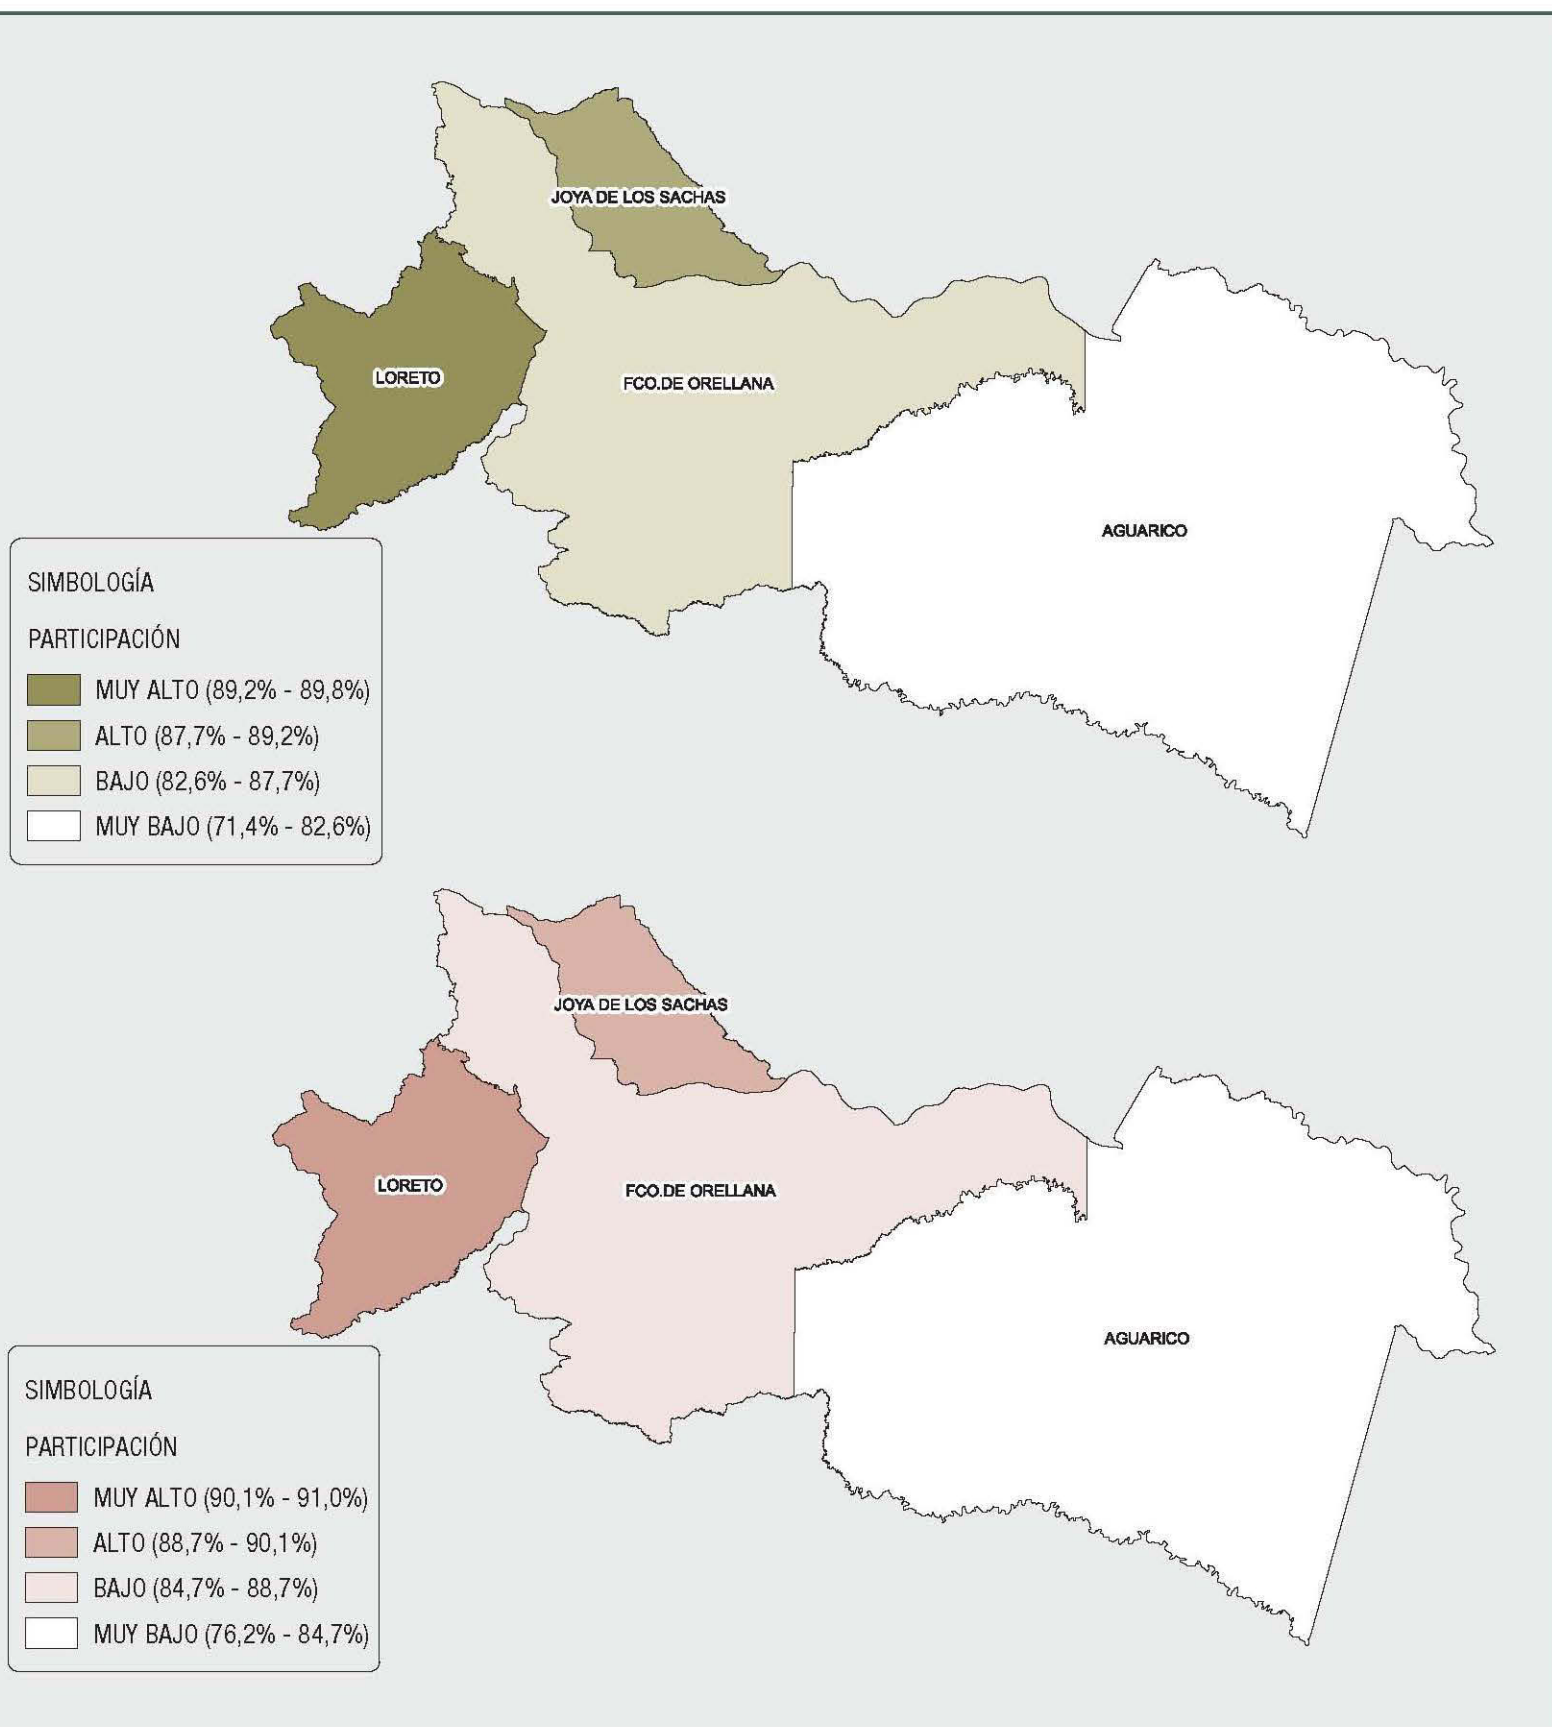 JOYA DE LOS SACHAS
LORETO
FCO.DE ORELLANA
AGUARICO
SIMBOLOGÍA
PARTICIPACIÓN
MUY ALTO (89,2% - 89,8%)
ALTO (87,7% - 89,2%)
BAJO (82,6% - 87,7%)
MUY BAJO (71,4% - 82,6%)
JOYA DE LOS SACHAS
LORETO
FCO.DE ORELLANA
AGUARICO
SIMBOLOGÍA
PARTICIPACIÓN
MUY ALTO (90,1% - 91,0%)
ALTO (88,7% - 90,1%)
BAJO (84,7% - 88,7%)
MUY BAJO (76,2% - 84,7%)